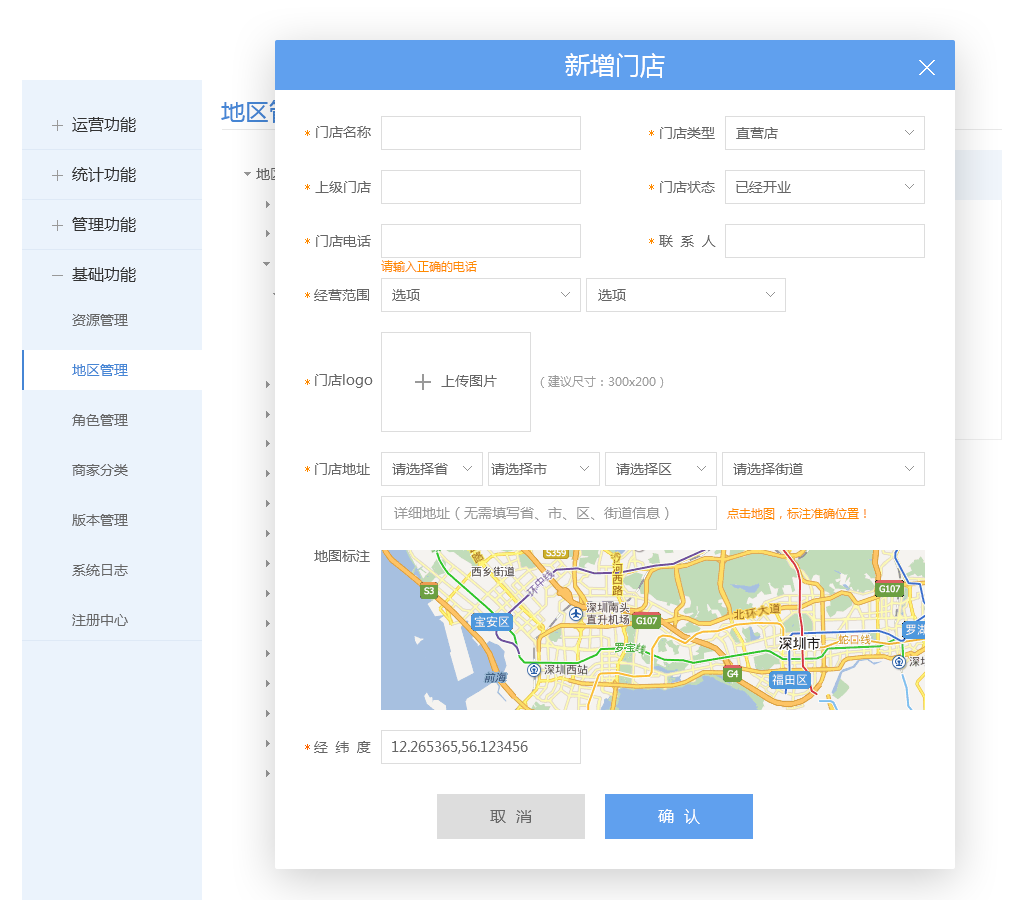 新增门店
运营功能
统计功能
管理功能
基础功能
资源管理
地区管理
角色管理
商家分类
版本管理
系统日志
注册中心
地区
地区
*门店名称
*门店类型 直营店
*上级门店
*门店状态 已经开业
*门店电话
*联 系 人
请输入正确的电话
*经营范围 选项 选项
*门店logo + 上传图片 （建议尺寸：300x200）
*门店地址 请选择省 请选择市 请选择区 请选择街道
详细地址（无需填写省、市、区、街道信息） 点击地图，标注准确位置！
地图标注
S359
沙河西路
西乡街道
环中线
S3
G107
深圳南头
直升机场
北环大道
宝安区
G107
罗湖
深圳市
蛇口线
罗宝线
深圳西站
前海
G4
福田区
*经 纬 度 12.265365,56.123456
取 消 确 认